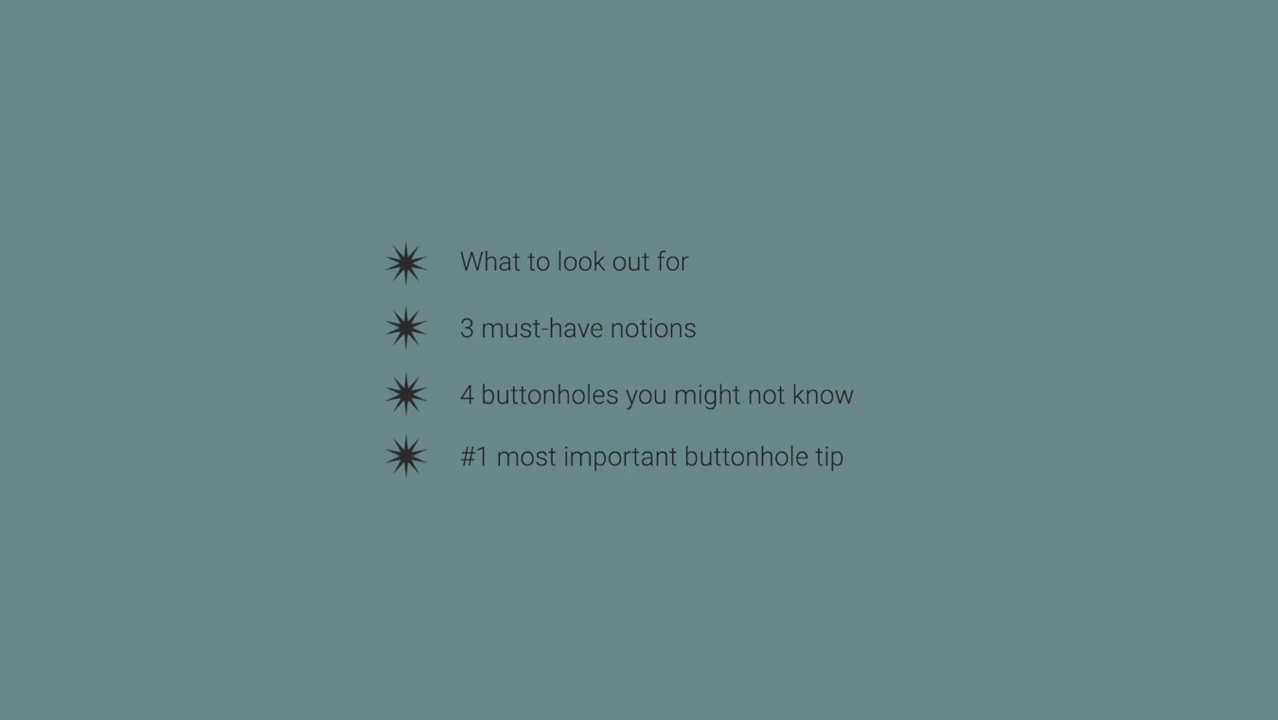 What to look out for
3 must-have notions
4 buttonholes you might not know
#1 most important buttonhole tip